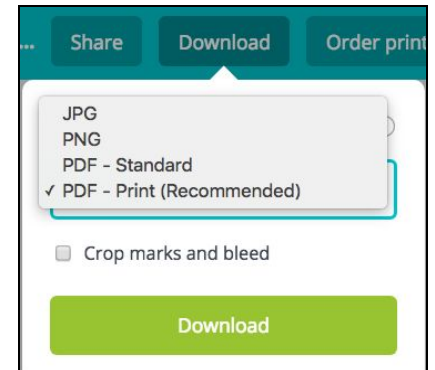 ... Share Download Order print
JPG
PNG
PDF - Standard
✓ PDF - Print (Recommended)
Crop marks and bleed
Download